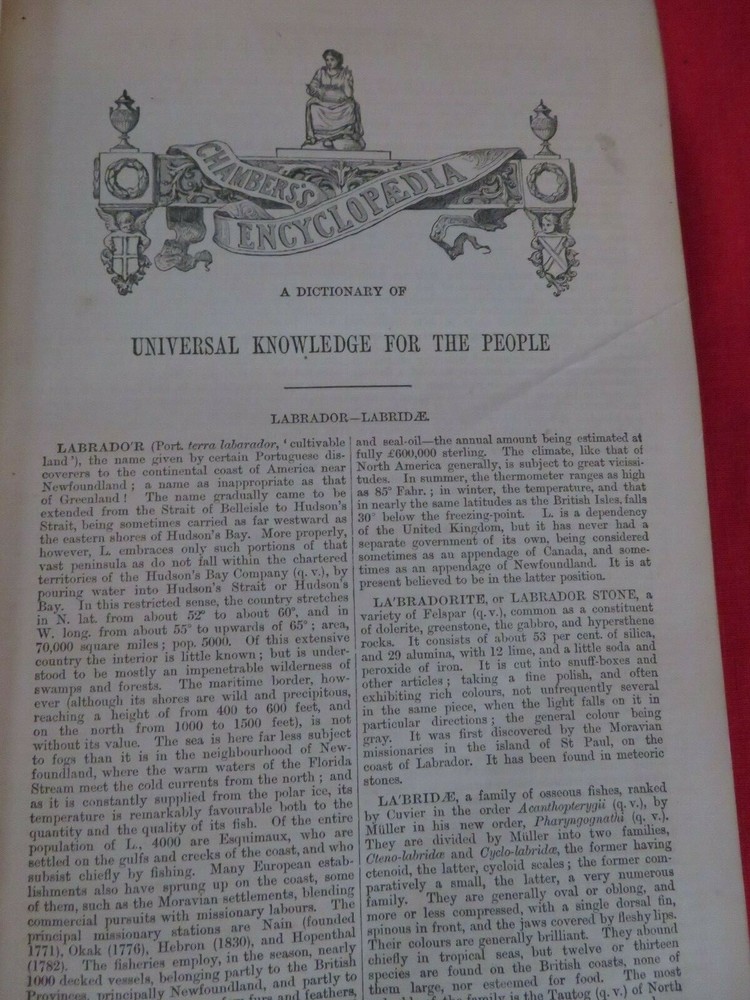 CHAMBERS'S
ENCYCLOPÆDIA
A DICTIONARY OF
UNIVERSAL KNOWLEDGE FOR THE PEOPLE
LABRADOR—LABRIDÆ.
LABRADO'R (Port. terra labarador, 'cultivable
land'), the name given by certain Portuguese dis-
coverers to the continental coast of America near
Newfoundland; a name as inappropriate as that
of Greenland! The name gradually came to be
extended from the Strait of Belleisle to Hudson's
Strait, being sometimes carried as far westward as
the eastern shores of Hudson's Bay. More properly,
however, L. embraces only such portions of that
vast peninsula as do not fall within the chartered
territories of the Hudson's Bay Company (q. v.), by
pouring water into Hudson's Strait or Hudson's
Bay. In this restricted sense, the country stretches
in N. lat. from about 52° to about 60°, and in
W. long. from about 55° to upwards of 65°; area,
70,000 square miles; pop. 5000. Of this extensive
country the interior is little known; but is under-
stood to be mostly an impenetrable wilderness of
swamps and forests. The maritime border, how-
ever (although its shores are wild and precipitous,
reaching a height of from 400 to 600 feet, and
on the north from 1000 to 1500 feet), is not
without its value. The sea is here far less subject
to fogs than it is in the neighbourhood of New-
foundland, where the warm waters of the Florida
Stream meet the cold currents from the north; and
as it is constantly supplied from the polar ice, its
temperature is remarkably favourable both to the
quantity and the quality of its fish. Of the entire
population of L., 4000 are Esquimaux, who are
settled on the gulfs and creeks of the coast, and who
subsist chiefly by fishing. Many European estab-
lishments also have sprung up on the coast, some
of them, such as the Moravian settlements, blending
commercial pursuits with missionary labours. The
principal missionary stations are Nain (founded
1771), Okak (1776), Hebron (1830), and Hopenthal
(1782). The fisheries employ, in the season, nearly
1000 decked vessels, belonging partly to the British
Provinces, principally Newfoundland, and partly to
furs and feathers,
and seal-oil—the annual amount being estimated at
fully £600,000 sterling. The climate, like that of
North America generally, is subject to great vicissi-
tudes. In summer, the thermometer ranges as high
as 85° Fahr.; in winter, the temperature, and that
in nearly the same latitudes as the British Isles, falls
30° below the freezing-point. L. is a dependency
of the United Kingdom, but it has never had a
separate government of its own, being considered
sometimes as an appendage of Canada, and some-
times as an appendage of Newfoundland. It is at
present believed to be in the latter position.
LA'BRADORITE, or LABRADOR STONE, a
variety of Felspar (q. v.), common as a constituent
of dolerite, greenstone, the gabbro, and hypersthene
rocks. It consists of about 53 per cent. of silica,
and 29 alumina, with 12 lime, and a little soda and
peroxide of iron. It is cut into snuff-boxes and
other articles; taking a fine polish, and often
exhibiting rich colours, not unfrequently several
in the same piece, when the light falls on it in
particular directions; the general colour being
gray. It was first discovered by the Moravian
missionaries in the island of St Paul, on the
coast of Labrador. It has been found in meteoric
stones.
LA'BRIDÆ, a family of osseous fishes, ranked
by Cuvier in the order Acanthopterygii (q. v.), by
Müller in his new order, Pharyngognathi (q. v.).
They are divided by Müller into two families,
Cteno-labridæ and Cyclo-labridæ, the former having
ctenoid, the latter, cycloid scales; the former com-
paratively a small, the latter, a very numerous
family. They are generally oval or oblong, and
more or less compressed, with a single dorsal fin,
spinous in front, and the jaws covered by fleshy lips.
Their colours are generally brilliant. They abound
chiefly in tropical seas, but twelve or thirteen
species are found on the British coasts, none of
them large, nor esteemed for food. The most
of the family is the Tautog (q. v.) of North